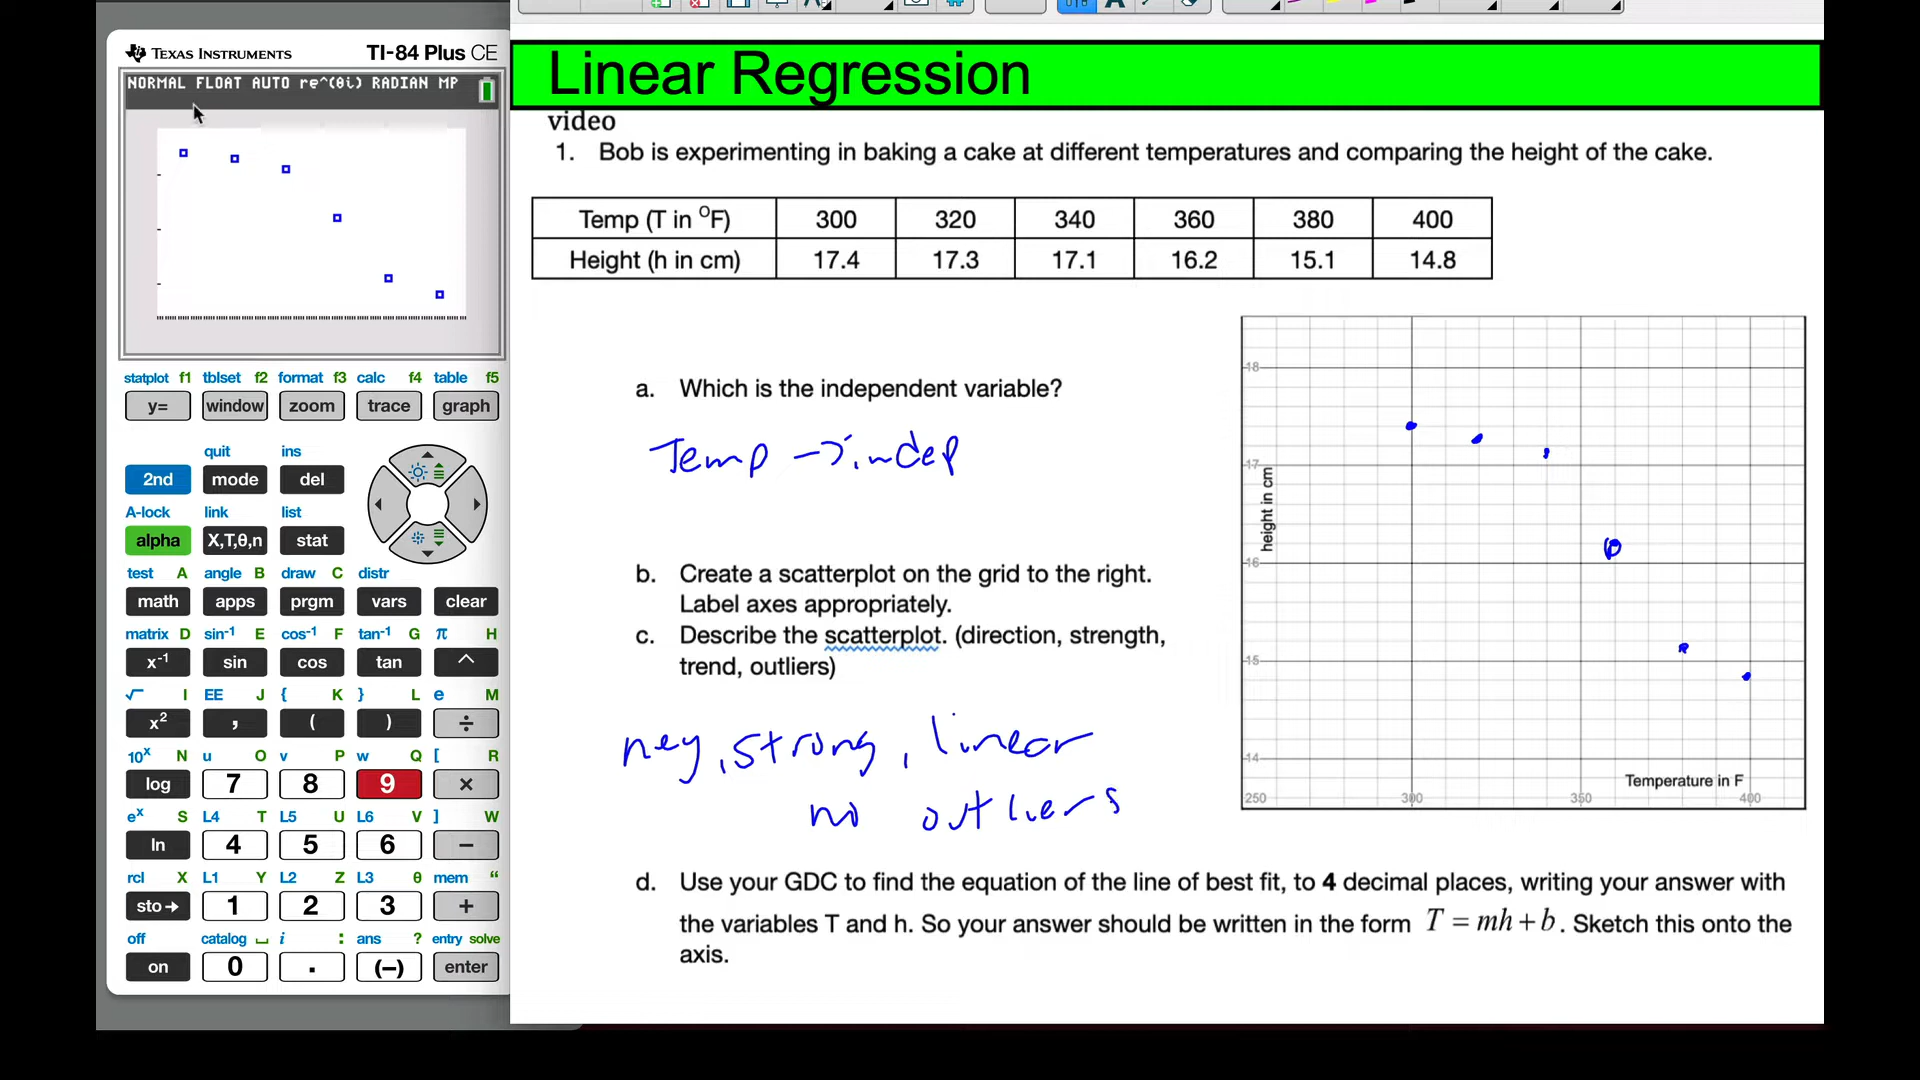 TEXAS INSTRUMENTS TI-84 Plus CE
NORMAL FLOAT AUTO re^(θi) RADIAN MP
statplot f1 tblset f2 format f3 calc f4 table f5
y= window zoom trace graph
quit ins
2nd mode del
A-lock link list
alpha X,T,θ,n stat
test A angle B draw C distr
math apps prgm vars clear
matrix D sin-1 E cos-1 F tan-1 G π H
x-1 sin cos tan ^
√ I EE J { K } L e M
x2 , ( ) ÷
10x N u O v P w Q [ R
log 7 8 9 ×
ex S L4 T L5 U L6 V ] W
ln 4 5 6 −
rcl X L1 Y L2 Z L3 θ mem “
sto→ 1 2 3 +
off catalog ⎵ i : ans ? entry solve
on 0 . (−) enter
Linear Regression
video
1. Bob is experimenting in baking a cake at different temperatures and comparing the height of the cake.
Temp (T in OF) 300 320 340 360 380 400
Height (h in cm) 17.4 17.3 17.1 16.2 15.1 14.8
a. Which is the independent variable?
Temp → indep
b. Create a scatterplot on the grid to the right.
Label axes appropriately.
c. Describe the scatterplot. (direction, strength,
trend, outliers)
neg, strong, linear
no outliers
18
17
16
15
14
height in cm
Temperature in F
250 300 350 400
d. Use your GDC to find the equation of the line of best fit, to 4 decimal places, writing your answer with
the variables T and h. So your answer should be written in the form T = mh + b. Sketch this onto the
axis.